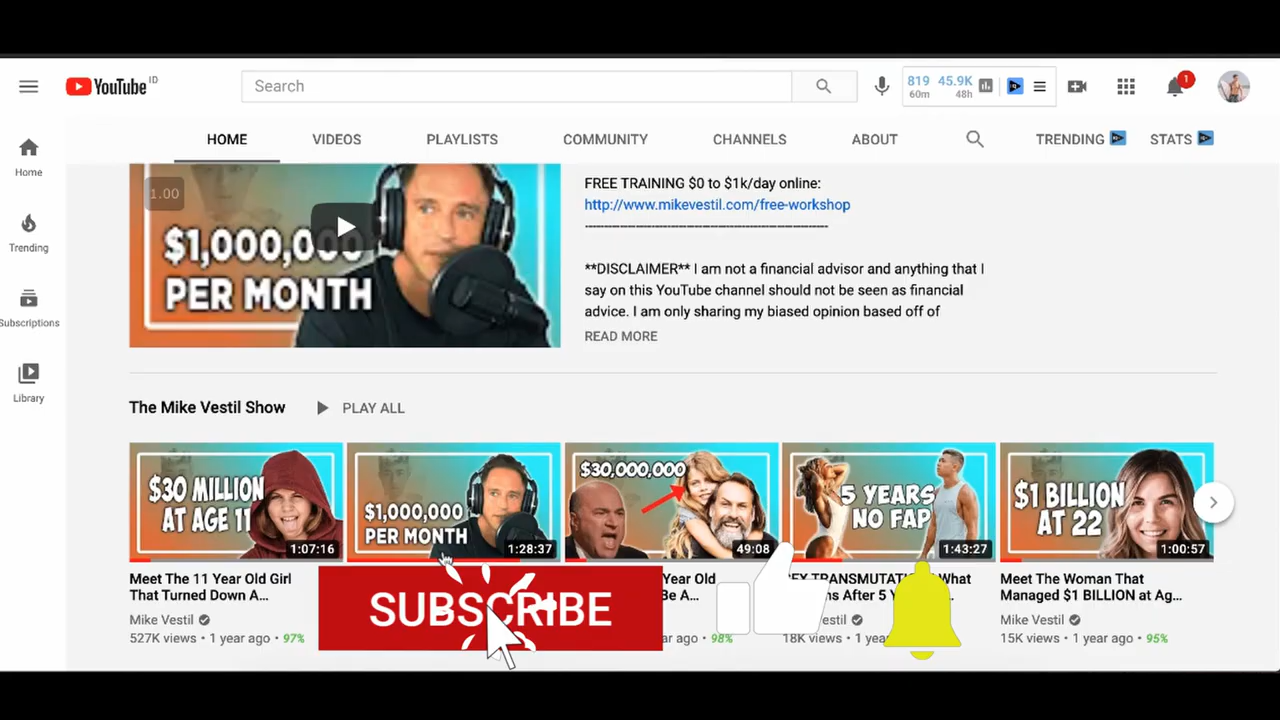 YouTube ID
Search
819 45.9K
60m 48h
1
HOME VIDEOS PLAYLISTS COMMUNITY CHANNELS ABOUT TRENDING STATS
Home
Trending
Subscriptions
Library
1.00
$1,000,000
PER MONTH
FREE TRAINING $0 to $1k/day online:
http://www.mikevestil.com/free-workshop
**DISCLAIMER** I am not a financial advisor and anything that I
say on this YouTube channel should not be seen as financial
advice. I am only sharing my biased opinion based off of
READ MORE
The Mike Vestil Show PLAY ALL
$30 MILLION
AT AGE 11
1:07:16
$1,000,000
PER MONTH
1:28:37
$30,000,000
49:08
5 YEARS
NO FAP
1:43:27
$1 BILLION
AT 22
1:00:57
Meet The 11 Year Old Girl
That Turned Down A...
Mike Vestil
527K views • 1 year ago • 97%
SUBSCRIBE
Year Old
Be A...
ago • 98%
What
After 5
18K views • 1 year
Meet The Woman That
Managed $1 BILLION at Ag...
Mike Vestil
15K views • 1 year ago • 95%